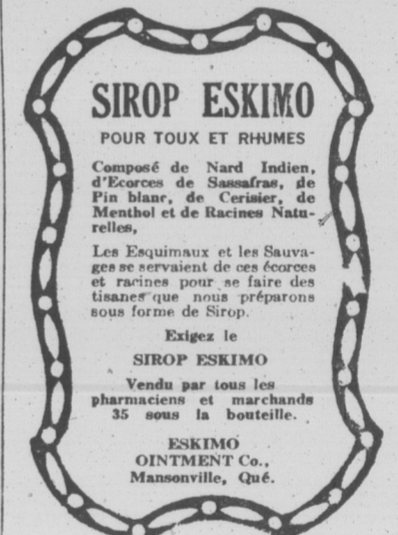 SIROP ESKIMO
POUR TOUX ET RHUMES
Composé de Nard Indien,
d'Ecorces de Sassafras, de
Pin blanc, de Cerisier, de
Menthol et de Racines Natu-
relles,
Les Esquimaux et les Sauva-
ges se servaient de ces écorces
et racines pour se faire des
tisanes que nous préparons
sous forme de Sirop.
Exigez le
SIROP ESKIMO
Vendu par tous les
pharmaciens et marchands
35 sous la bouteille.
ESKIMO
OINTMENT Co.,
Mansonville, Qué.